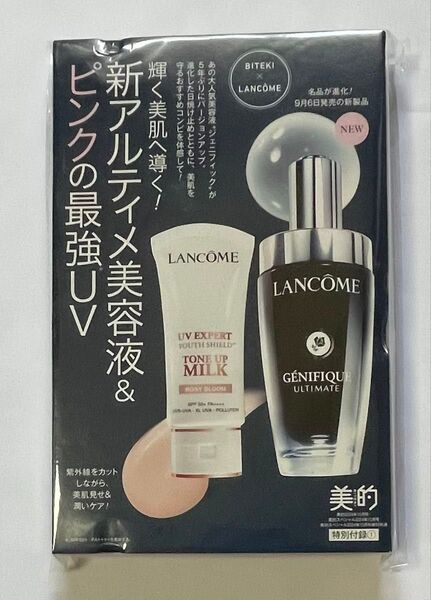 BITEKI
×
LANCÔME
名品が進化!
9月6日発売の新製品
NEW
あの大人気美容液“ジェニフィック”が
5年ぶりにバージョンアップ。
進化した日焼け止めとともに、美肌を
守るおすすめコンビを体感して!
輝く美肌へ導く!
新アルティメ美容液&
ピンクの最強UV
LANCÔME
UV EXPERT
YOUTH SHIELD™
TONE UP
MILK
ROSY BLOOM
SPF 50+ PA++++
LANCÔME
GÉNIFIQUE
ULTIMATE
紫外線をカット
しながら、
美肌見せ&
潤いケア!
美的
特別付録①